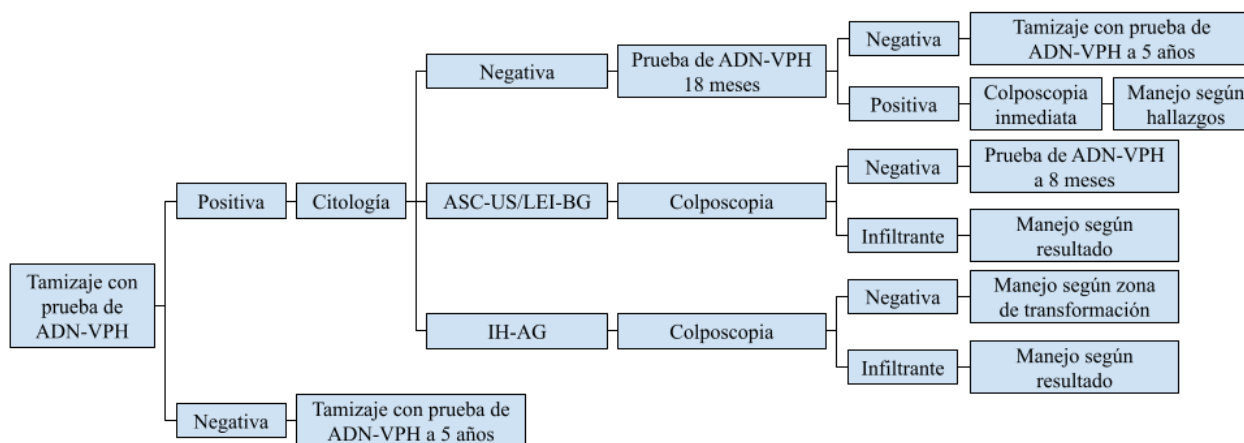 Negativa
Tamizaje con prueba de
ADN-VPH a 5 años
Negativa
Prueba de ADN-VPH
18 meses
Positiva
Colposcopia
inmediata
Manejo según
hallazgos
Negativa
Prueba de ADN-VPH
a 8 meses
Positiva
Citología
ASC-US/LEI-BG
Colposcopia
Infiltrante
Manejo según
resultado
Tamizaje con
prueba de
ADN-VPH
Negativa
Manejo según zona
de transformación
IH-AG
Colposcopia
Infiltrante
Manejo según
resultado
Negativa
Tamizaje con prueba de
ADN-VPH a 5 años